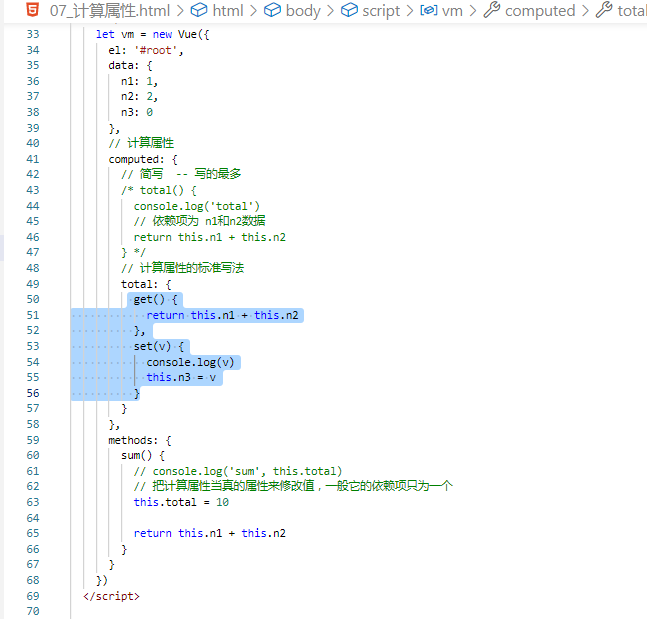 07_计算属性.html > html > body > script > vm > computed > total
33 let vm = new Vue({
34 el: '#root',
35 data: {
36 n1: 1,
37 n2: 2,
38 n3: 0
39 },
40 // 计算属性
41 computed: {
42 // 简写 -- 写的最多
43 /* total() {
44 console.log('total')
45 // 依赖项为 n1和n2数据
46 return this.n1 + this.n2
47 } */
48 // 计算属性的标准写法
49 total: {
50 get() {
51 return this.n1 + this.n2
52 },
53 set(v) {
54 console.log(v)
55 this.n3 = v
56 }
57 }
58 },
59 methods: {
60 sum() {
61 // console.log('sum', this.total)
62 // 把计算属性当真的属性来修改值，一般它的依赖项只为一个
63 this.total = 10
64
65 return this.n1 + this.n2
66 }
67 }
68 })
69 </script>
70